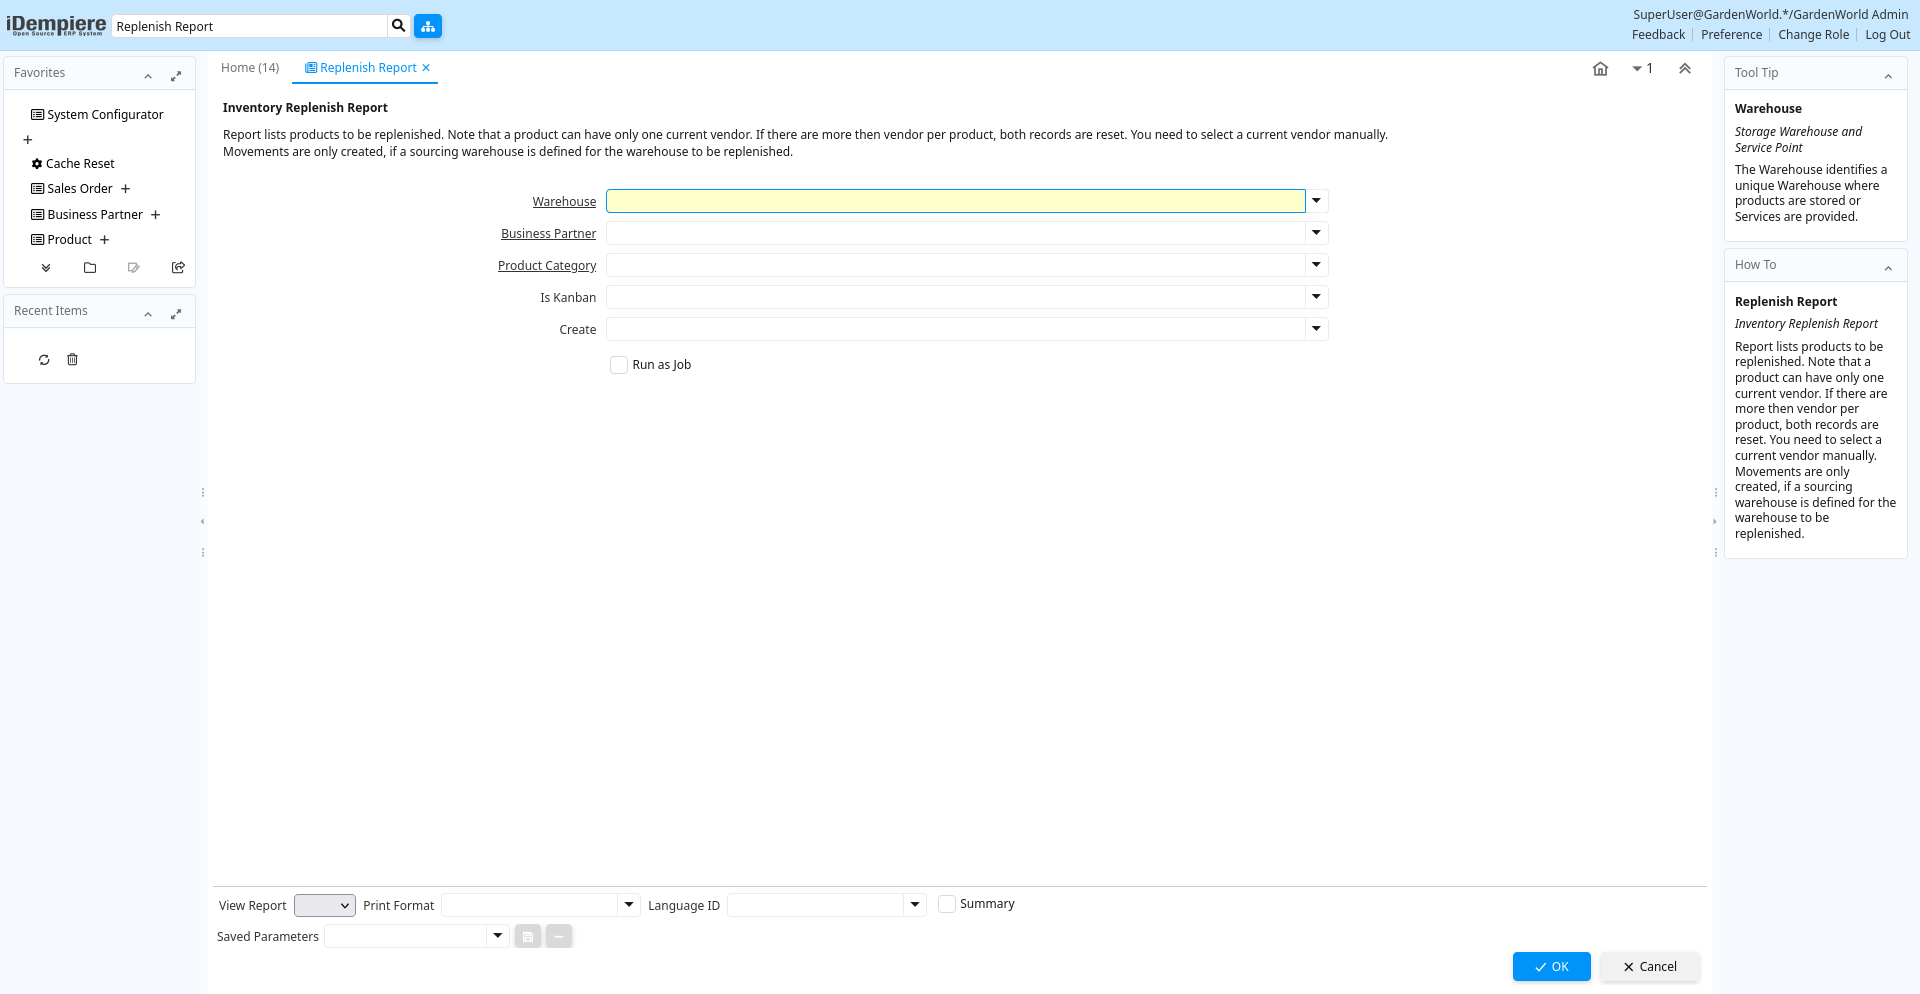 iDempiere
Open Source ERP System
Replenish Report
SuperUser@GardenWorld.*/GardenWorld Admin
Feedback
Preference
Change Role
Log Out
Favorites
System Configurator
Cache Reset
Sales Order
Business Partner
Product
Recent Items
Home (14)
Replenish Report
1
Inventory Replenish Report
Report lists products to be replenished. Note that a product can have only one current vendor. If there are more then vendor per product, both records are reset. You need to select a current vendor manually.
Movements are only created, if a sourcing warehouse is defined for the warehouse to be replenished.
Warehouse
Business Partner
Product Category
Is Kanban
Create
Run as Job
View Report
Print Format
Language ID
Summary
Saved Parameters
OK
Cancel
Tool Tip
Warehouse
Storage Warehouse and
Service Point
The Warehouse identifies a
unique Warehouse where
products are stored or
Services are provided.
How To
Replenish Report
Inventory Replenish Report
Report lists products to be
replenished. Note that a
product can have only one
current vendor. If there are
more then vendor per
product, both records are
reset. You need to select a
current vendor manually.
Movements are only
created, if a sourcing
warehouse is defined for the
warehouse to be
replenished.